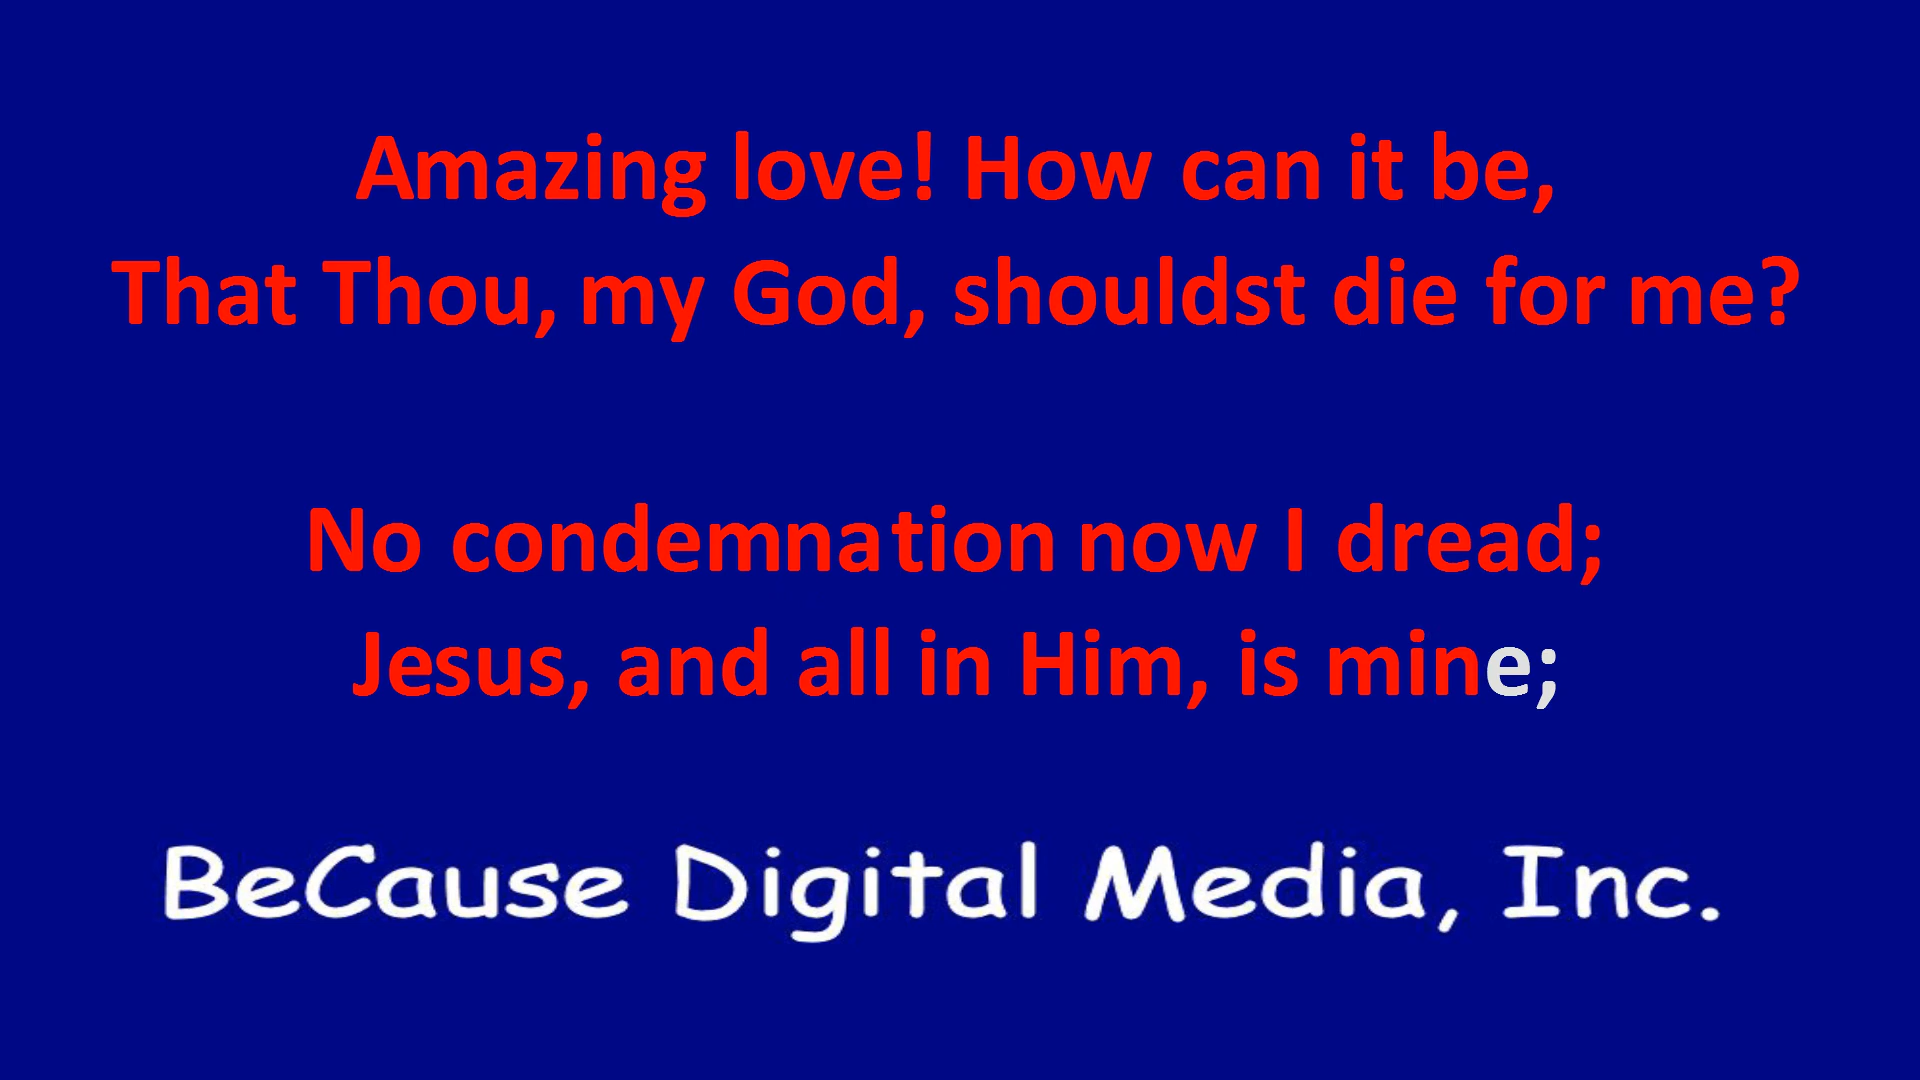 Amazing love! How can it be,
That Thou, my God, shouldst die for me?
No condemnation now I dread;
Jesus, and all in Him, is mine;
BeCause Digital Media, Inc.